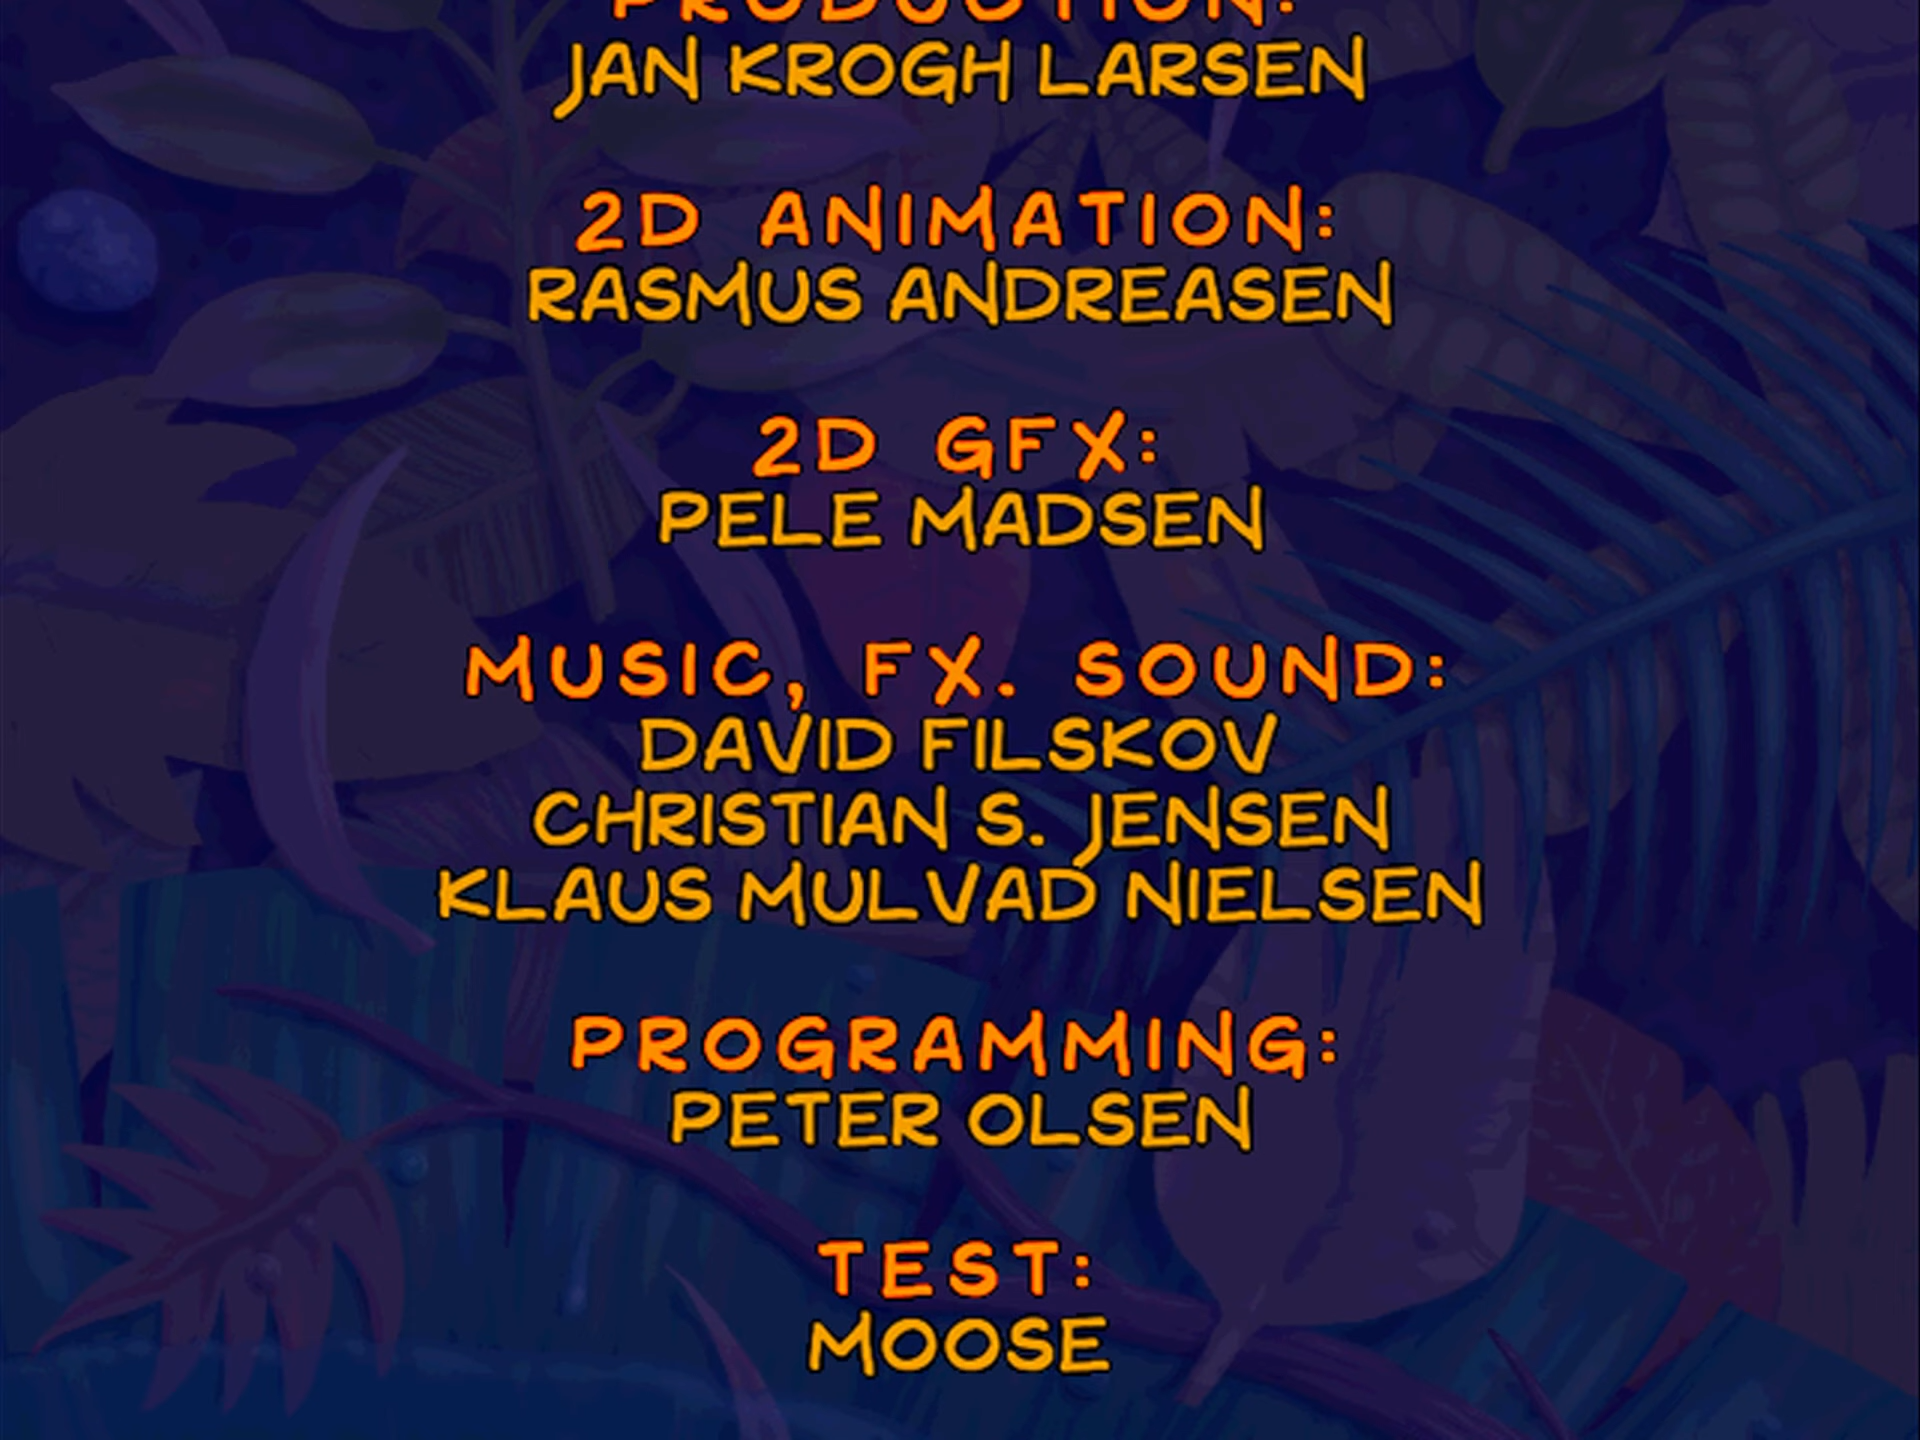 PRODUCTION:
JAN KROGH LARSEN
2D ANIMATION:
RASMUS ANDREASEN
2D GFX:
PELE MADSEN
MUSIC, FX. SOUND:
DAVID FILSKOV
CHRISTIAN S. JENSEN
KLAUS MULVAD NIELSEN
PROGRAMMING:
PETER OLSEN
TEST:
MOOSE